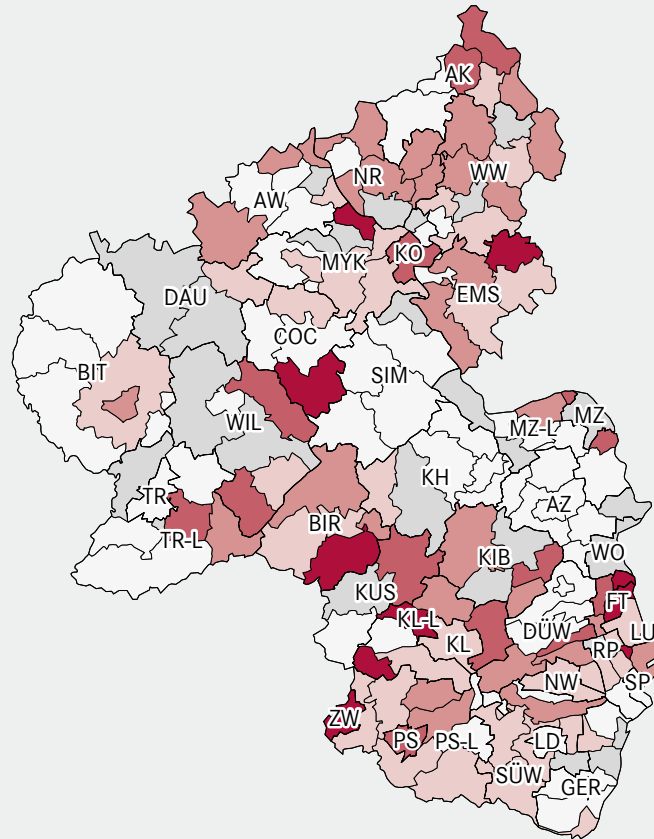 AK
NR
WW
AW
KO
MYK
DAU
EMS
COC
BIT
SIM
WIL
MZ-L
MZ
KH
TR
AZ
BIR
TR-L
KIB
WO
KUS
FT
KL-L
DÜW
LU
KL
RP
NW
SP
ZW
PS
PS-L
LD
SÜW
GER